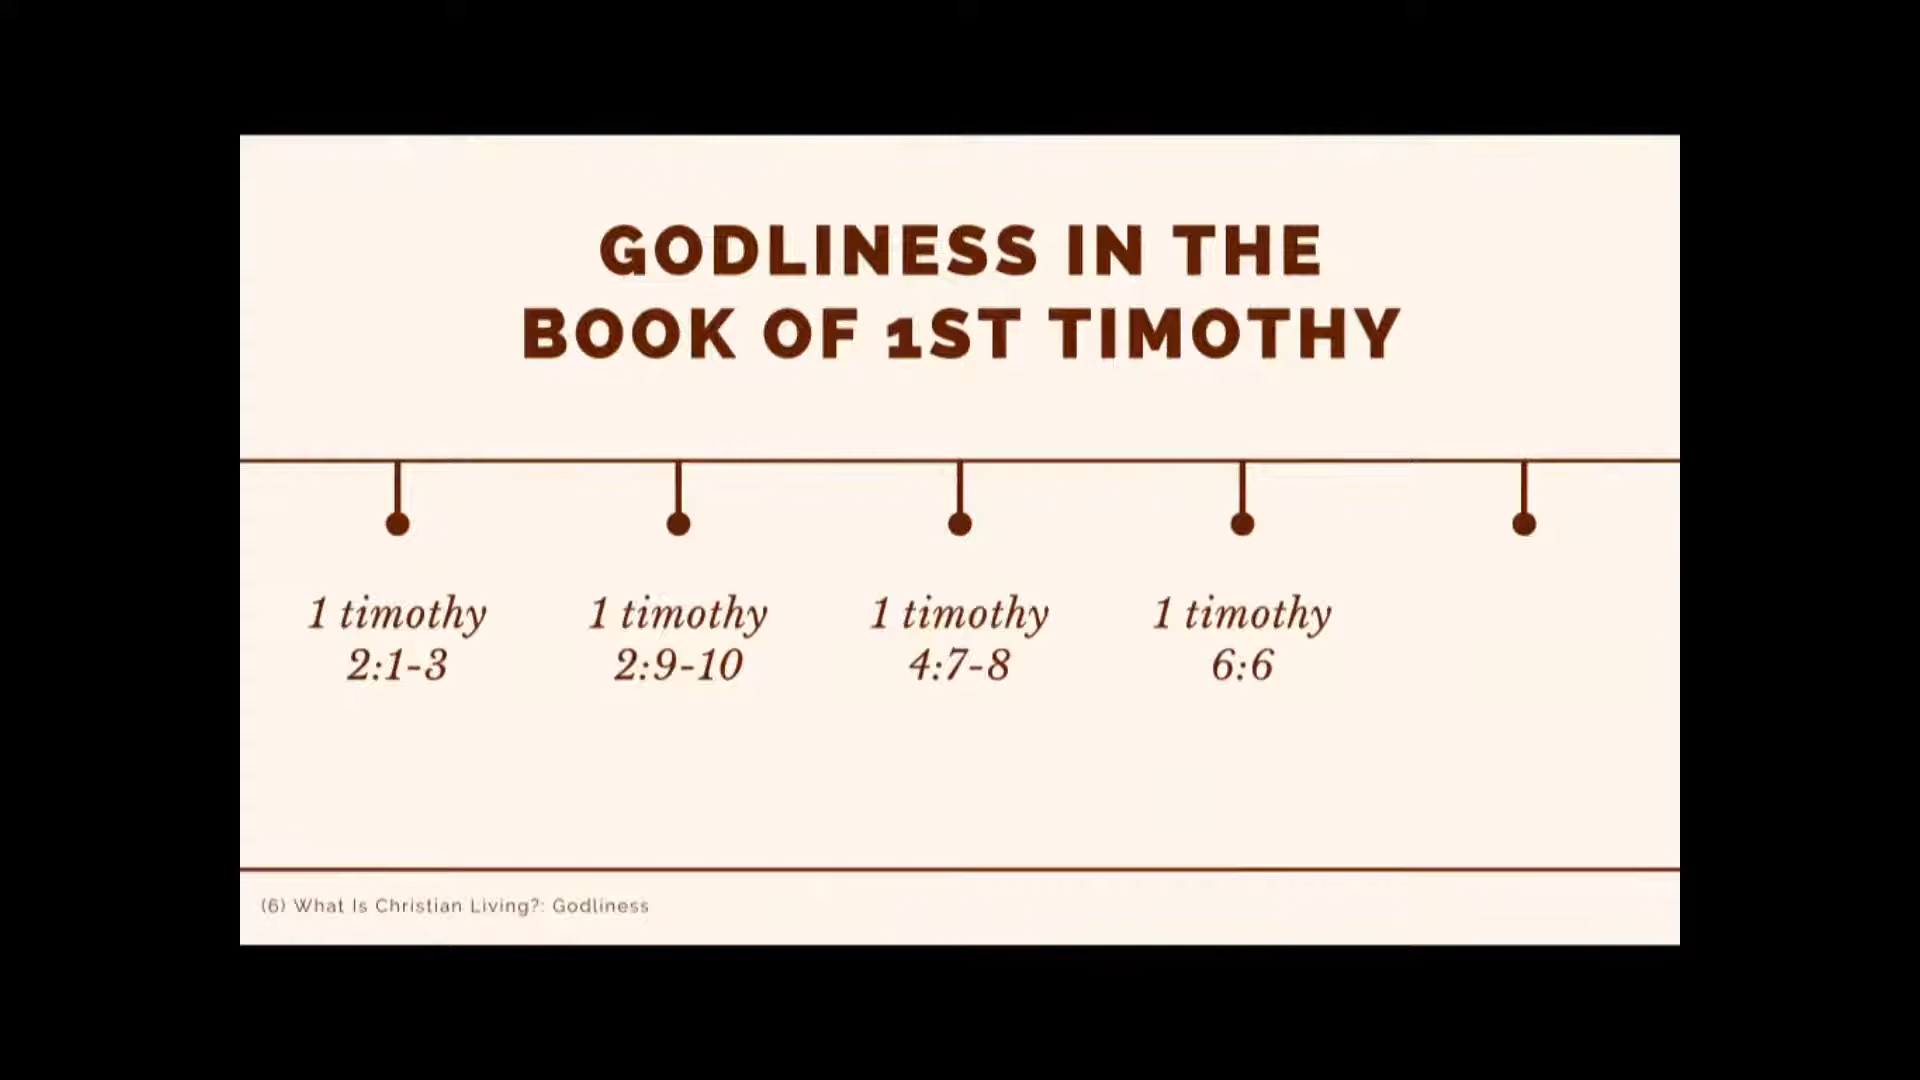 GODLINESS IN THE
BOOK OF 1ST TIMOTHY
1 timothy
2:1-3
1 timothy
2:9-10
1 timothy
4:7-8
1 timothy
6:6
(6) What Is Christian Living?: Godliness